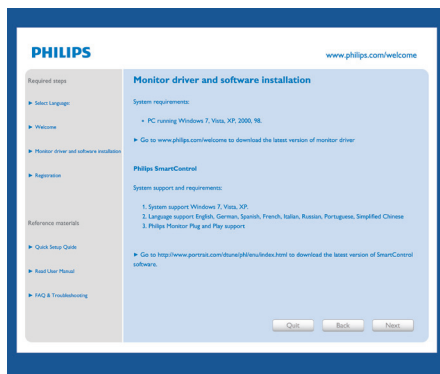 PHILIPS
www.philips.com/welcome
Required steps
Select Language
Welcome
Monitor driver and software installation
Registration
Reference materials
Quick Setup Quide
Read User Manual
FAQ & Troubleshooting
Monitor driver and software installation
System requirements:
• PC running Windows 7, Vista, XP, 2000, 98.
Go to www.philips.com/welcome to download the latest version of monitor driver
Philips SmartControl
System support and requirements:
1. System support Windows 7, Vista, XP.
2. Language support English, German, Spanish, French, Italian, Russian, Portuguese, Simplified Chinese
3. Philips Monitor Plug and Play support
Go to http://www.portrait.com/dtune/phl/enu/index.html to download the latest version of SmartControl
software.
Quit
Back
Next